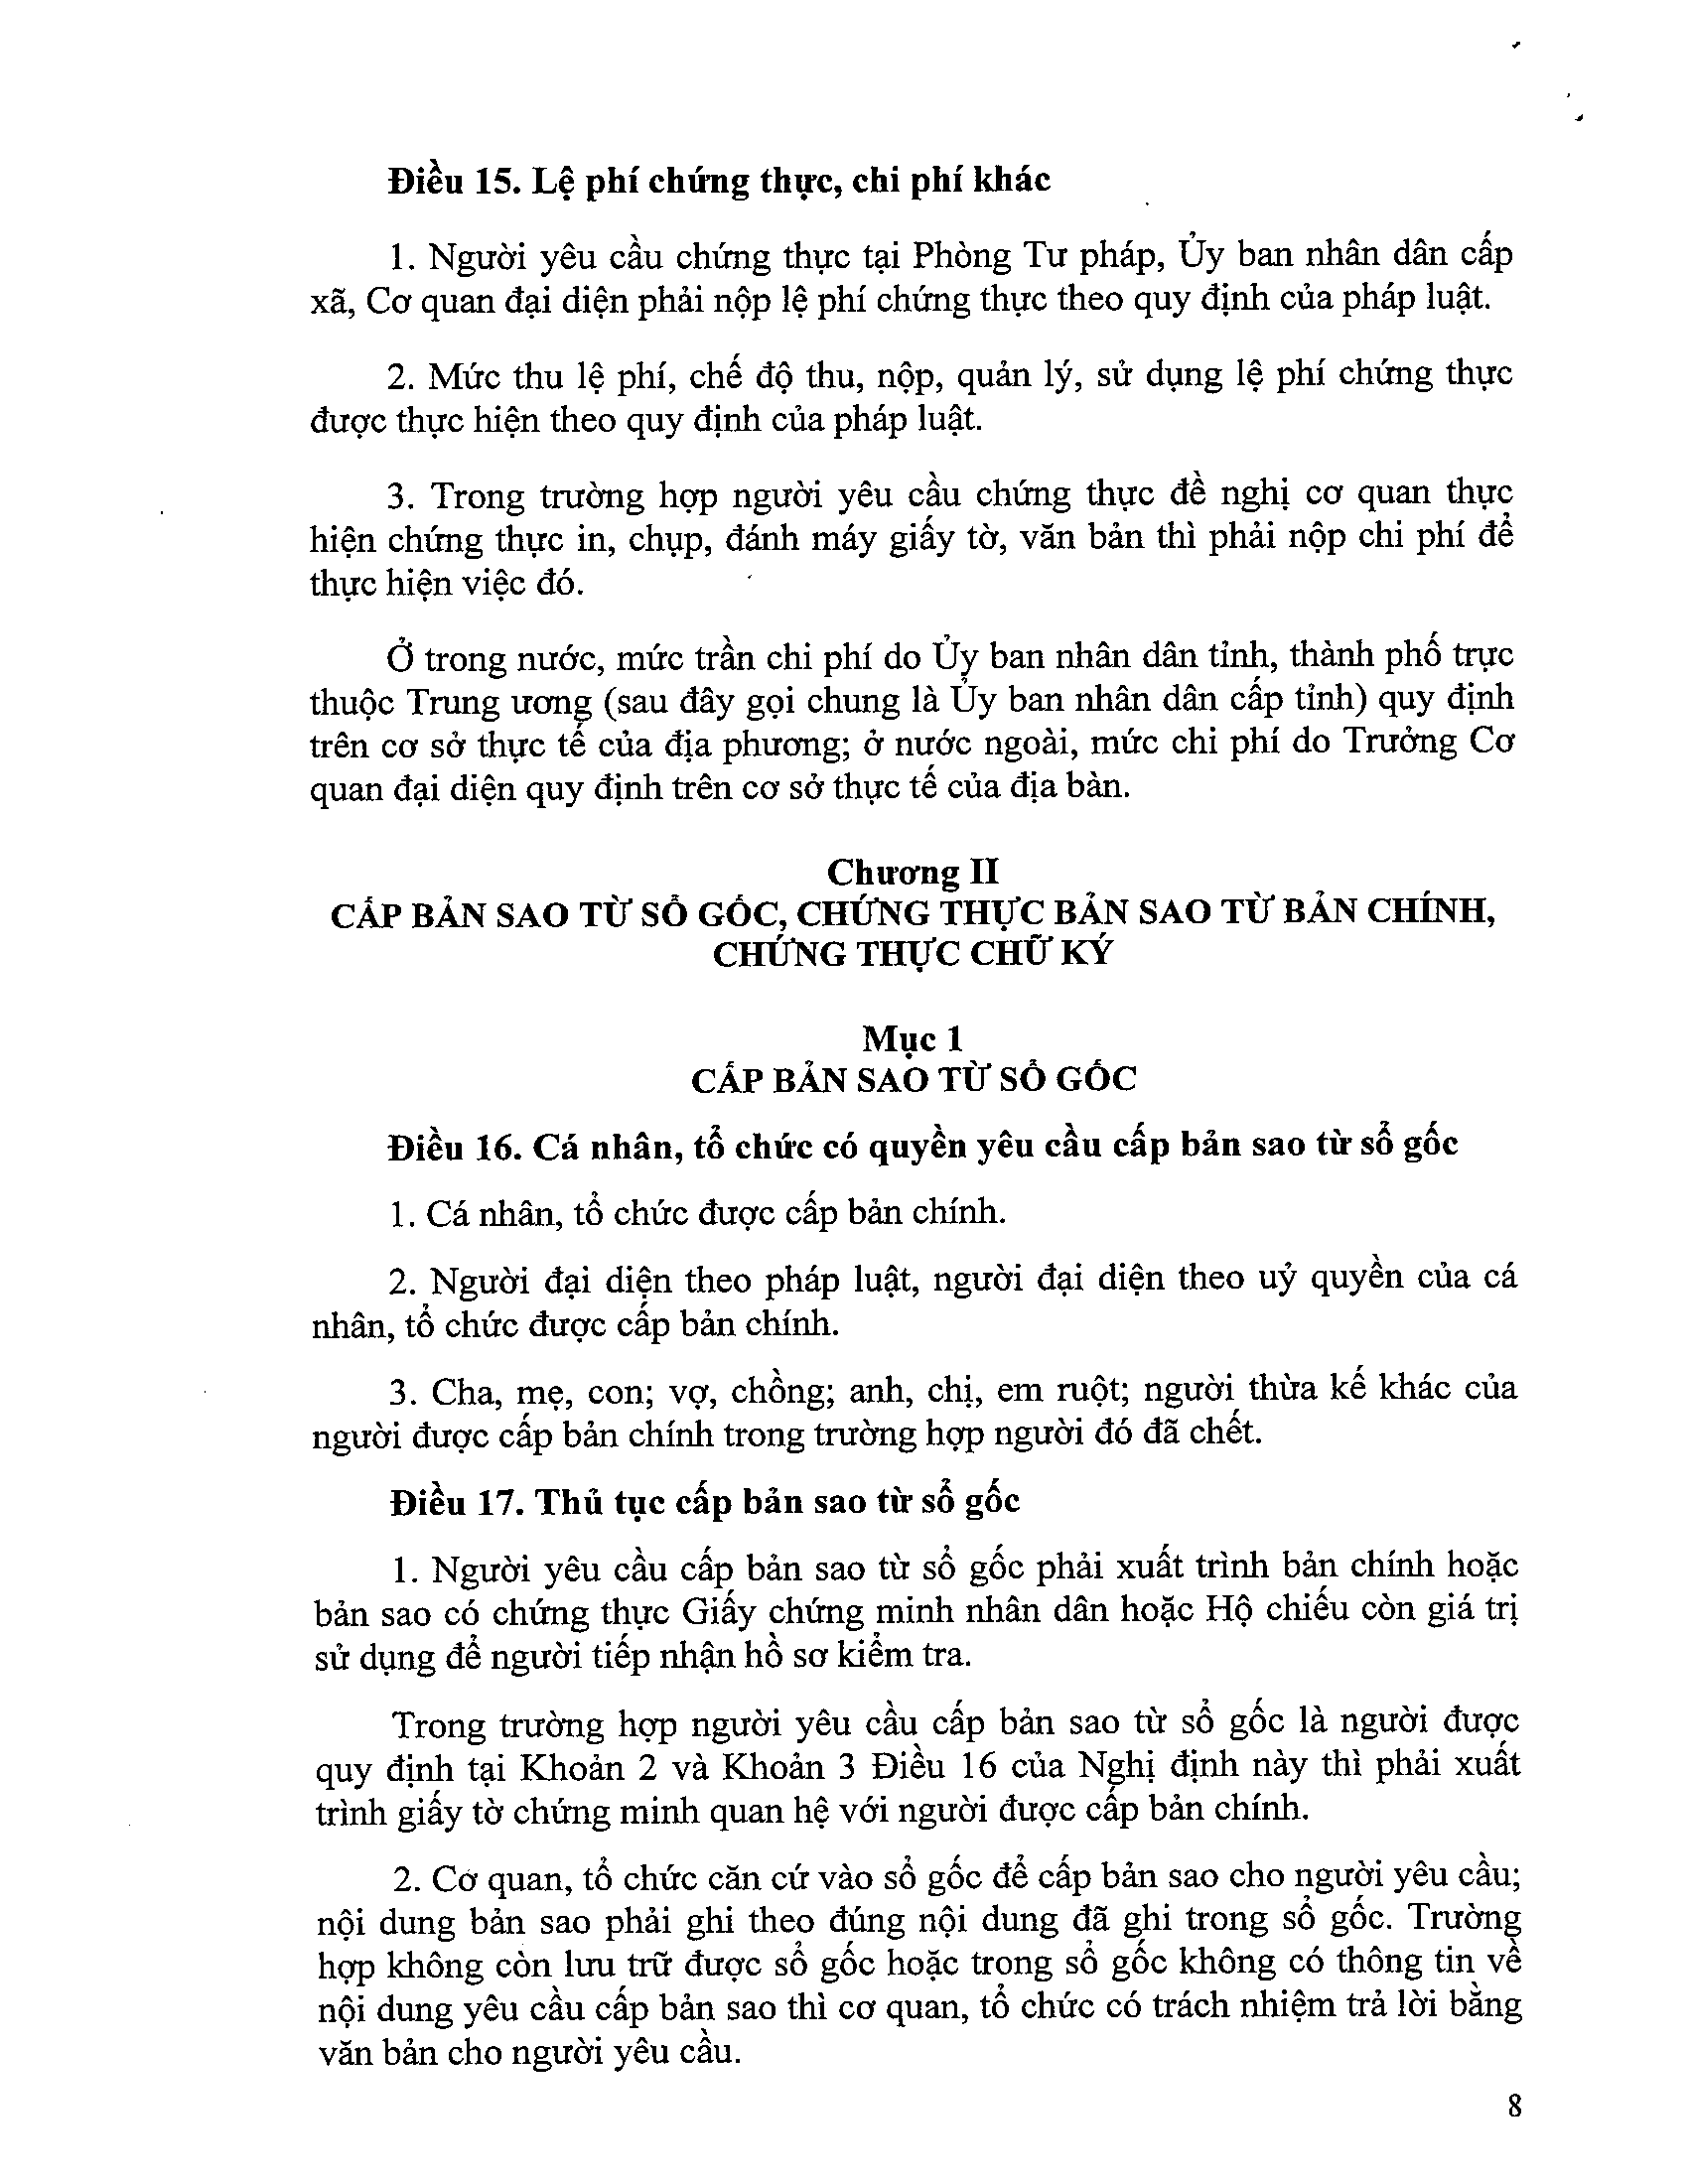 Điều 15. Lệ phí chứng thực, chi phí khác
1. Người yêu cầu chứng thực tại Phòng Tư pháp, Ủy ban nhân dân cấp
xã, Cơ quan đại diện phải nộp lệ phí chứng thực theo quy định của pháp luật.
2. Mức thu lệ phí, chế độ thu, nộp, quản lý, sử dụng lệ phí chứng thực
được thực hiện theo quy định của pháp luật.
3. Trong trường hợp người yêu cầu chứng thực đề nghị cơ quan thực
hiện chứng thực in, chụp, đánh máy giấy tờ, văn bản thì phải nộp chi phí để
thực hiện việc đó.
Ở trong nước, mức trần chi phí do Ủy ban nhân dân tỉnh, thành phố trực
thuộc Trung ương (sau đây gọi chung là Ủy ban nhân dân cấp tỉnh) quy định
trên cơ sở thực tế của địa phương; ở nước ngoài, mức chi phí do Trưởng Cơ
quan đại diện quy định trên cơ sở thực tế của địa bàn.
Chương II
CẤP BẢN SAO TỪ SỔ GỐC, CHỨNG THỰC BẢN SAO TỪ BẢN CHÍNH,
CHỨNG THỰC CHỮ KÝ
Mục 1
CẤP BẢN SAO TỪ SỔ GỐC
Điều 16. Cá nhân, tổ chức có quyền yêu cầu cấp bản sao từ sổ gốc
1. Cá nhân, tổ chức được cấp bản chính.
2. Người đại diện theo pháp luật, người đại diện theo uỷ quyền của cá
nhân, tổ chức được cấp bản chính.
3. Cha, mẹ, con; vợ, chồng; anh, chị, em ruột; người thừa kế khác của
người được cấp bản chính trong trường hợp người đó đã chết.
Điều 17. Thủ tục cấp bản sao từ sổ gốc
1. Người yêu cầu cấp bản sao từ sổ gốc phải xuất trình bản chính hoặc
bản sao có chứng thực Giấy chứng minh nhân dân hoặc Hộ chiếu còn giá trị
sử dụng để người tiếp nhận hồ sơ kiểm tra.
Trong trường hợp người yêu cầu cấp bản sao từ sổ gốc là người được
quy định tại Khoản 2 và Khoản 3 Điều 16 của Nghị định này thì phải xuất
trình giấy tờ chứng minh quan hệ với người được cấp bản chính.
2. Cơ quan, tổ chức căn cứ vào sổ gốc để cấp bản sao cho người yêu cầu;
nội dung bản sao phải ghi theo đúng nội dung đã ghi trong sổ gốc. Trường
hợp không còn lưu trữ được sổ gốc hoặc trong sổ gốc không có thông tin về
nội dung yêu cầu cấp bản sao thì cơ quan, tổ chức có trách nhiệm trả lời bằng
văn bản cho người yêu cầu.
8